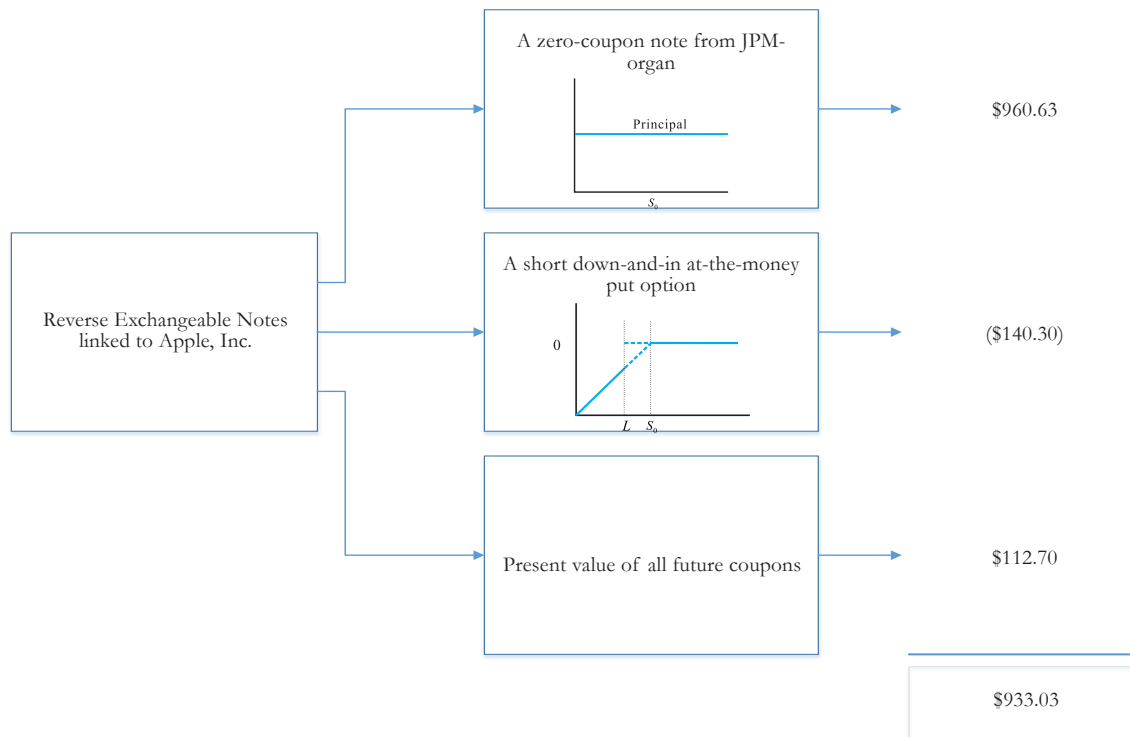 A zero-coupon note from JPM-
organ
Principal
S₀
$960.63
Reverse Exchangeable Notes
linked to Apple, Inc.
A short down-and-in at-the-money
put option
0
L S₀
($140.30)
Present value of all future coupons
$112.70
$933.03